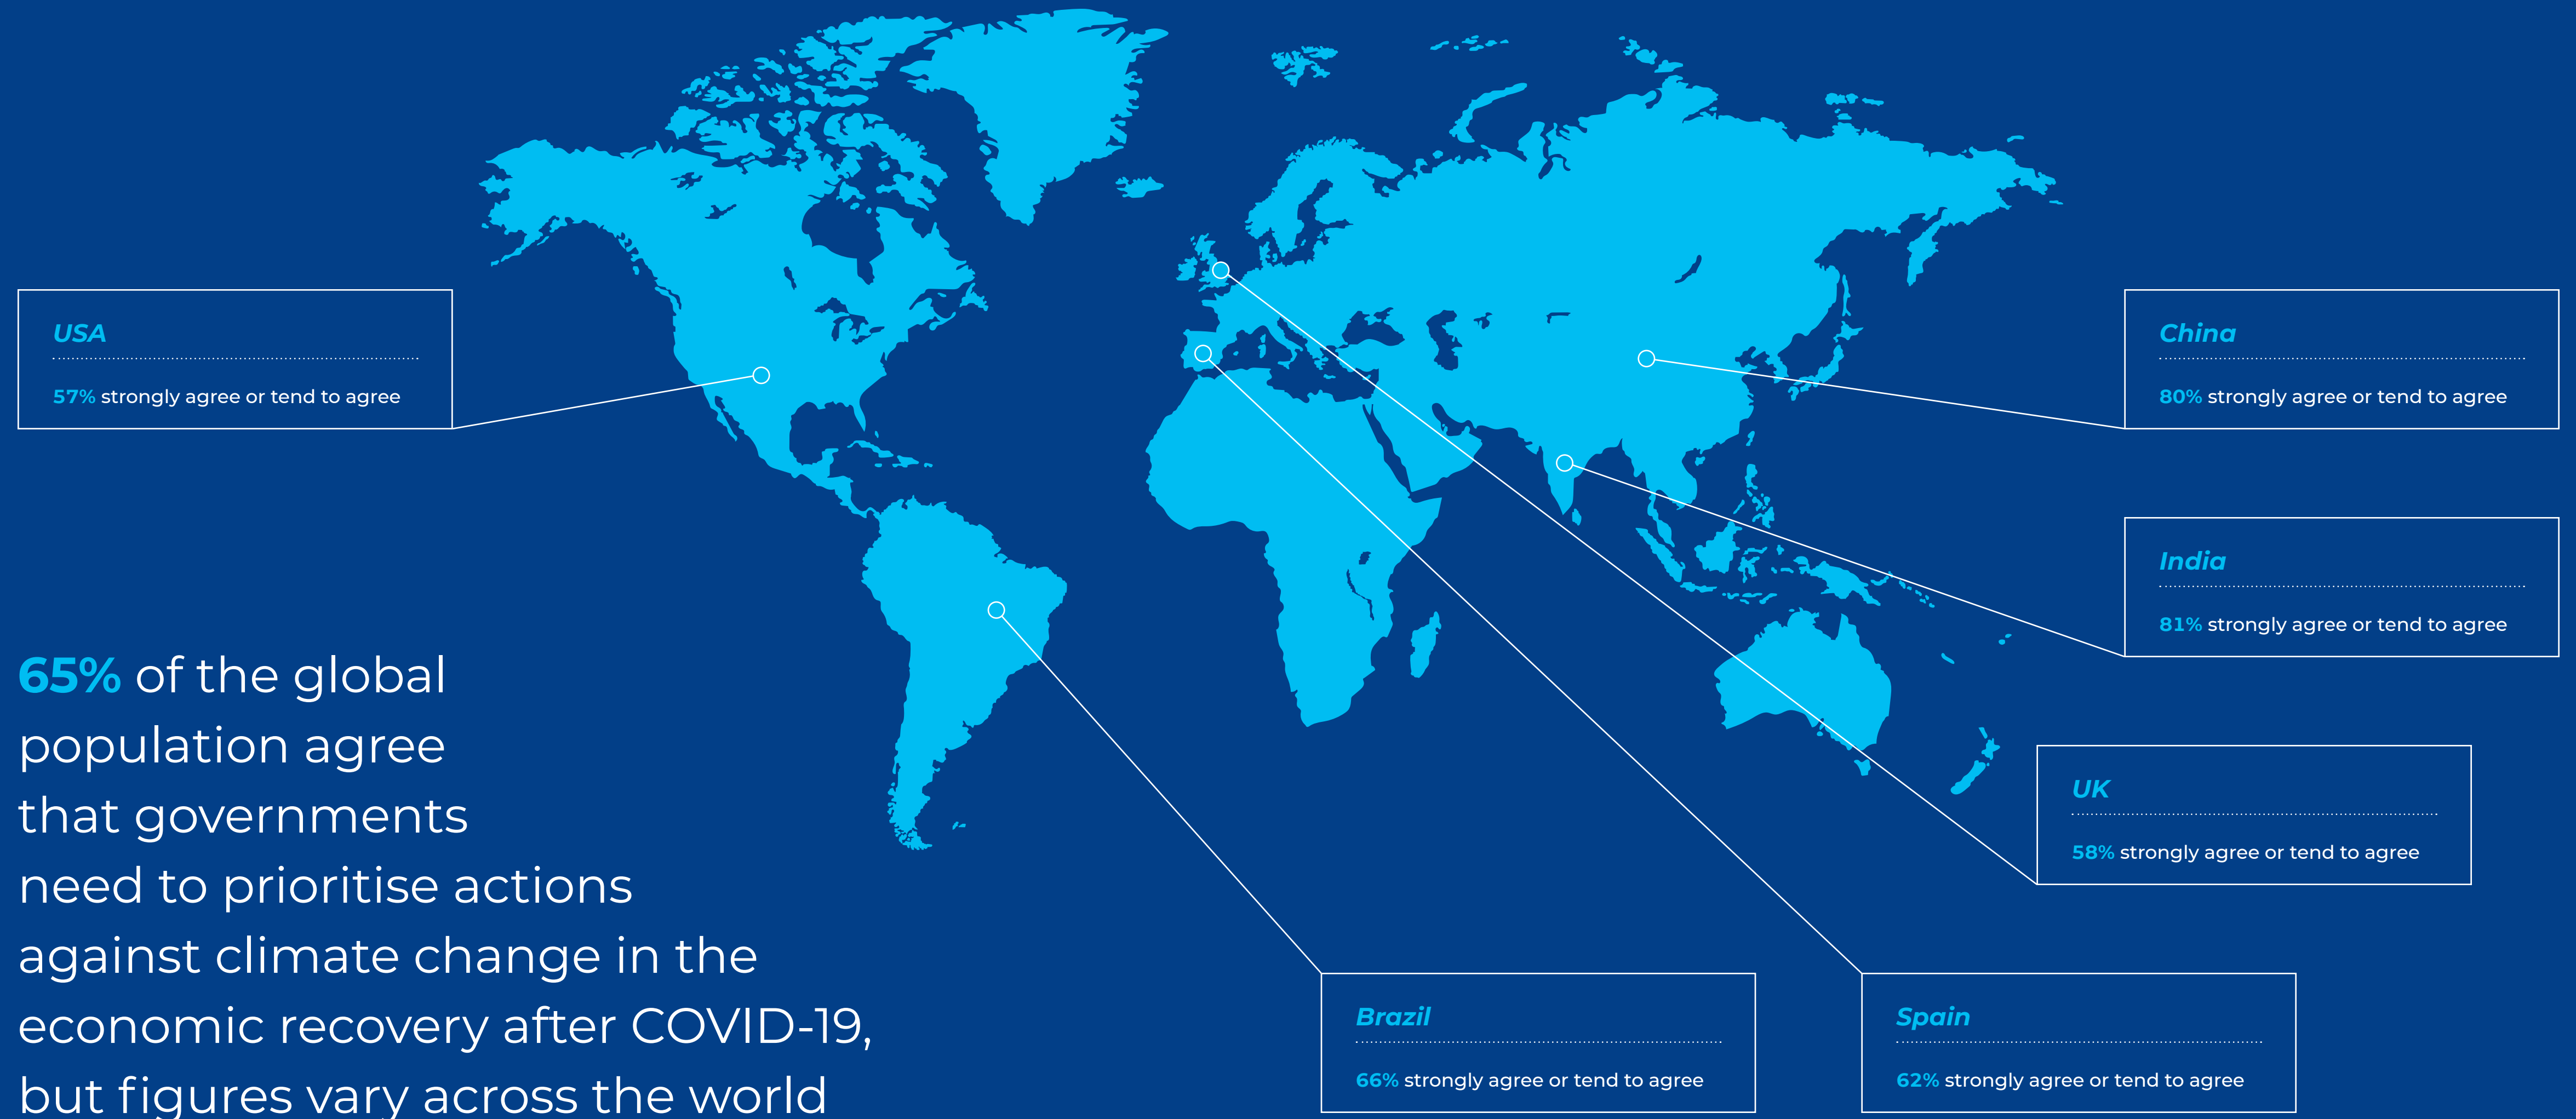 USA
57% strongly agree or tend to agree
China
80% strongly agree or tend to agree
India
81% strongly agree or tend to agree
65% of the global
population agree
that governments
need to prioritise actions
against climate change in the
economic recovery after COVID-19,
but figures vary across the world
UK
58% strongly agree or tend to agree
Brazil
66% strongly agree or tend to agree
Spain
62% strongly agree or tend to agree